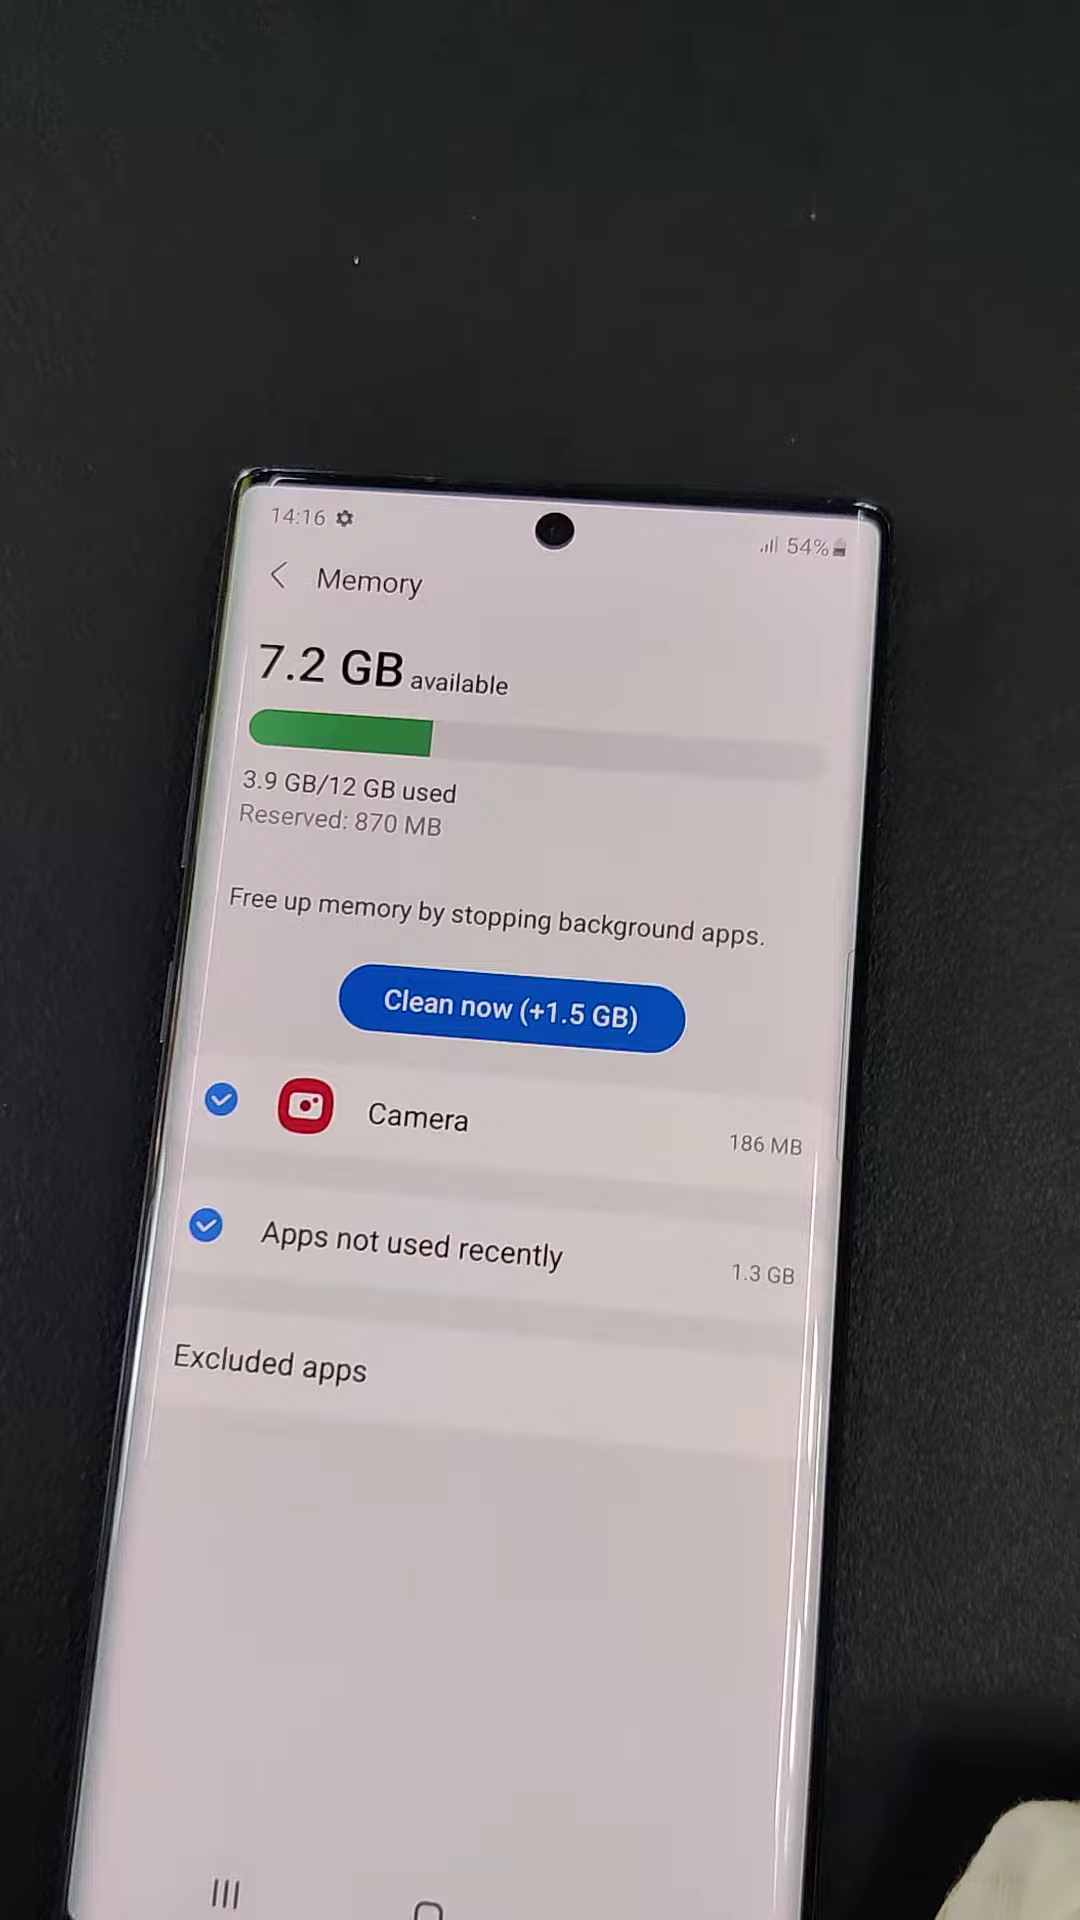 14:16
54%
Memory
7.2 GB available
3.9 GB/12 GB used
Reserved: 870 MB
Free up memory by stopping background apps.
Clean now (+1.5 GB)
Camera
186 MB
Apps not used recently
1.3 GB
Excluded apps